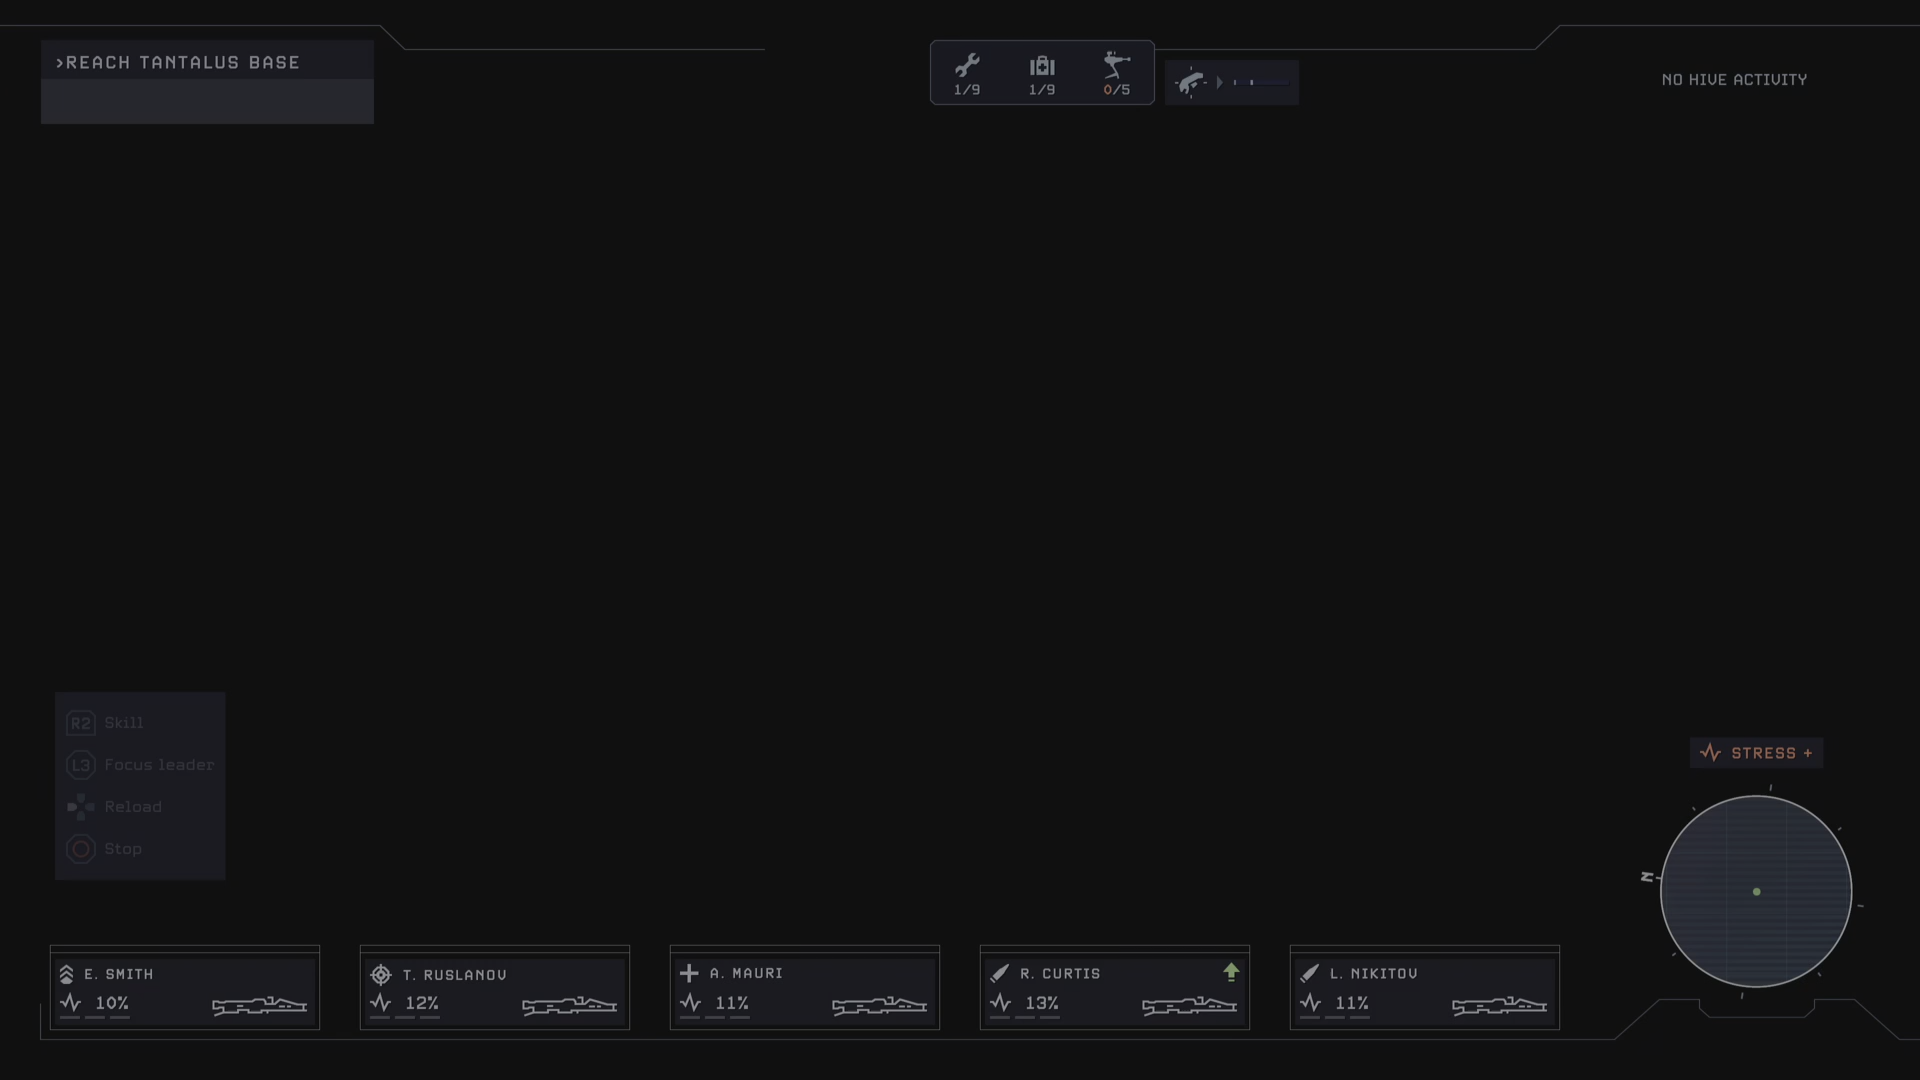 >REACH TANTALUS BASE
1/9
1/9
0/5
NO HIVE ACTIVITY
R2 Skill
L3 Focus leader
Reload
Stop
STRESS +
N
E. SMITH
10%
T. RUSLANOV
12%
A. MAURI
11%
R. CURTIS
13%
L. NIKITOV
11%